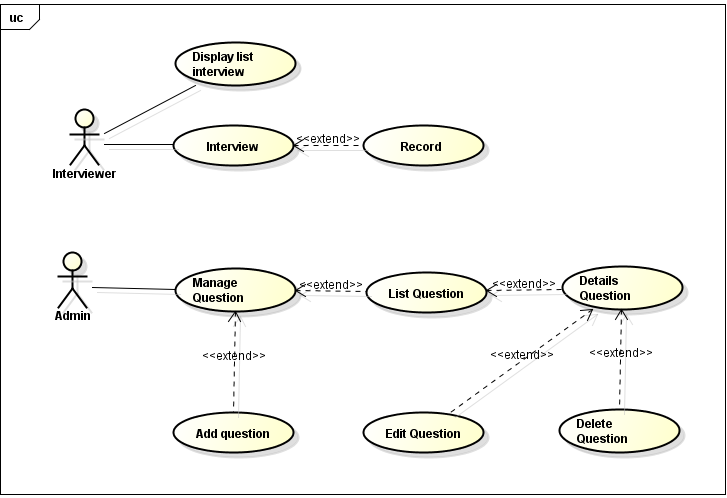 uc
Display list
interview
Interviewer
Interview
<<extend>>
Record
Admin
Manage
Question
<<extend>>
List Question
<<extend>>
Details
Question
<<extend>>
<<extend>>
<<extend>>
Add question
Edit Question
Delete
Question